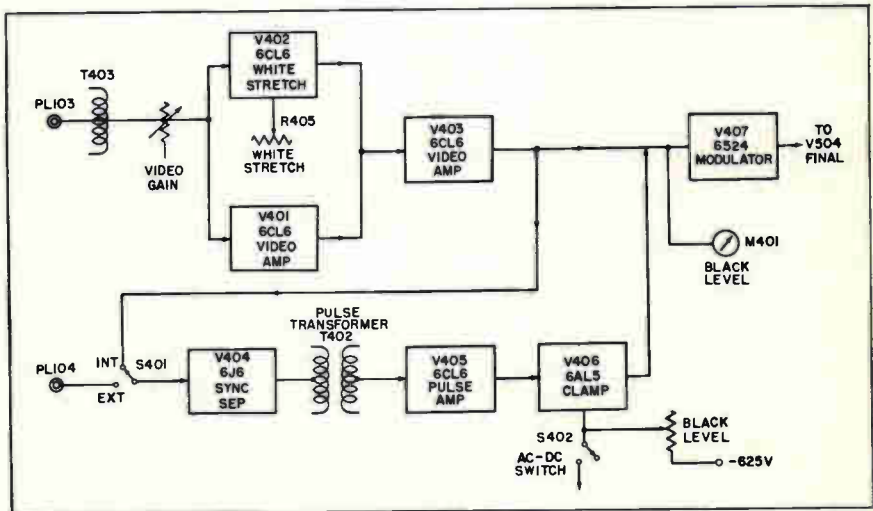 T403
PL103
VIDEO
GAIN
V402
6CL6
WHITE
STRETCH
R405
WHITE
STRETCH
V401
6CL6
VIDEO
AMP
V403
6CL6
VIDEO
AMP
V407
6524
MODULATOR
TO
V504
FINAL
M401
BLACK
LEVEL
PL104
INT
S401
EXT
V404
6J6
SYNC
SEP
PULSE
TRANSFORMER
T402
V405
6CL6
PULSE
AMP
V406
6AL5
CLAMP
S402
AC-DC
SWITCH
BLACK
LEVEL
-625V